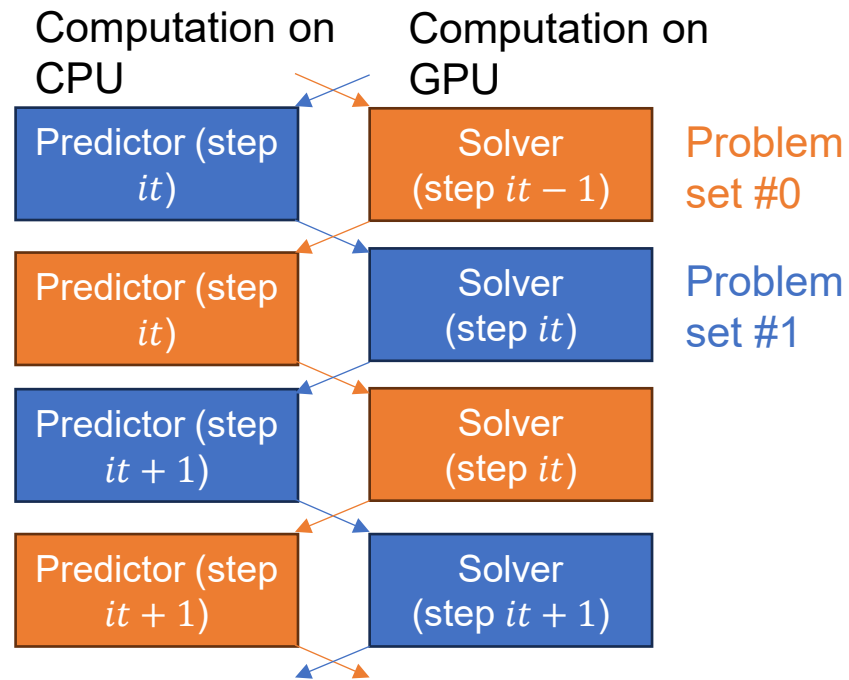 Computation on
CPU
Computation on
GPU
Predictor (step
it)
Solver
(step it − 1)
Problem
set #0
Predictor (step
it)
Solver
(step it)
Problem
set #1
Predictor (step
it + 1)
Solver
(step it)
Predictor (step
it + 1)
Solver
(step it + 1)